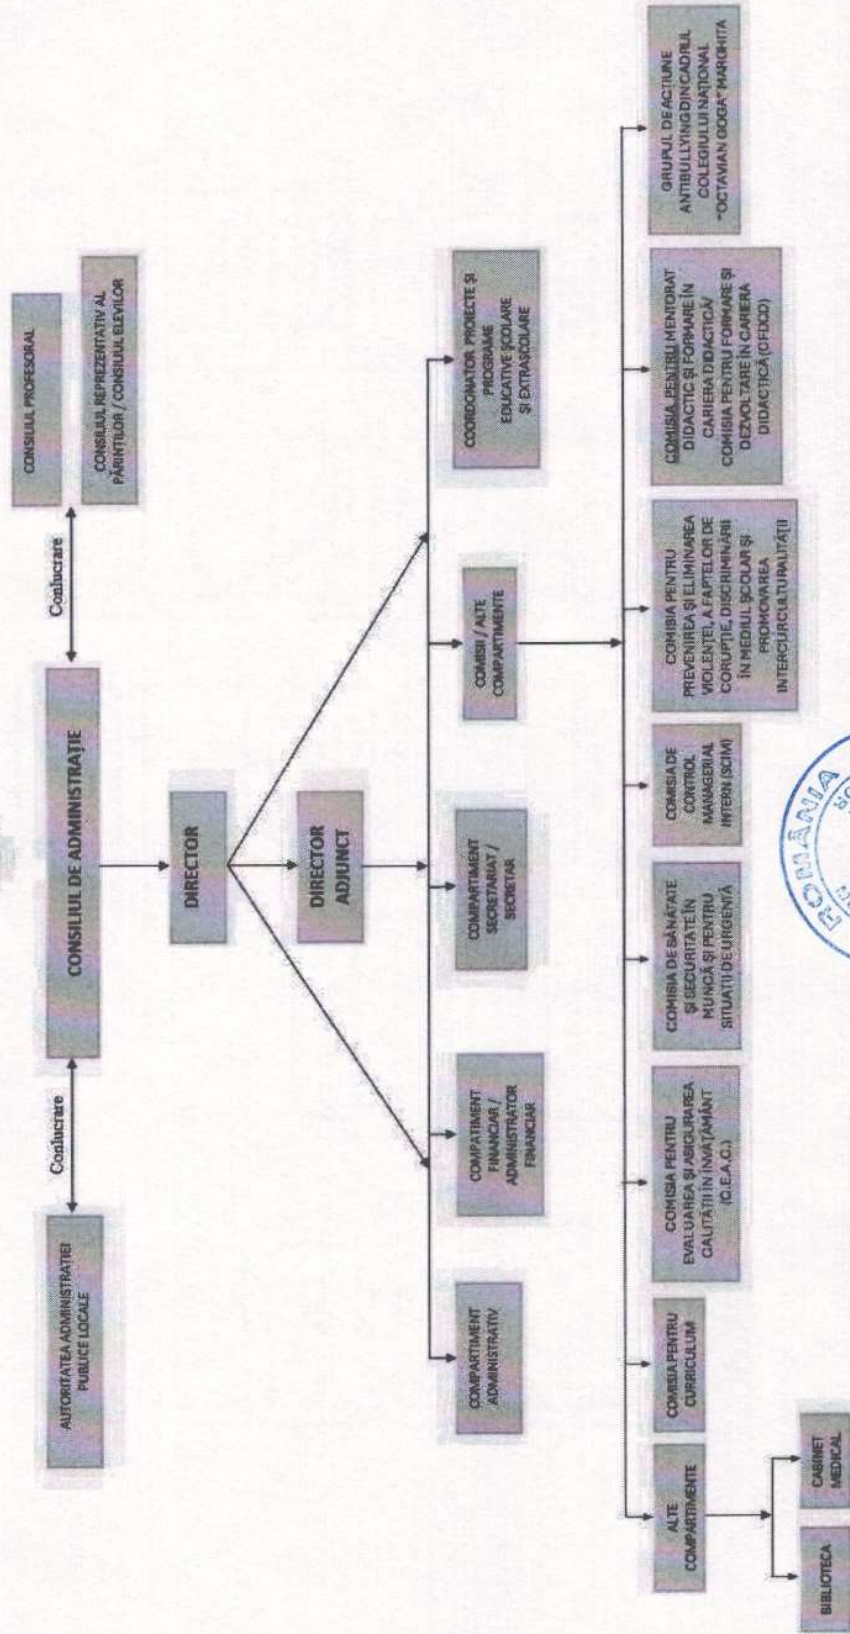 CONSILIUL DE ADMINISTRAȚIE
AUTORITATEA ADMINISTRAȚIEI
PUBLICE LOCALE
Conlucrare
Conlucrare
CONSILIUL PROFESORAL
CONSILIUL REPREZENTATIV AL
PĂRINȚILOR / CONSILIUL ELEVILOR
DIRECTOR
DIRECTOR
ADJUNCT
COMPARTIMENT
ADMINISTRATIV
COMPATIMENT
FINANCIAR /
ADMINISTRATOR
FINANCIAR
COMPARTIMENT
SECRETARIAT /
SECRETAR
COMISII / ALTE
COMPARTIMENTE
COORDONATOR PROIECTE ȘI
PROGRAME
EDUCATIVE ȘCOLARE
ȘI EXTRASCOLARE
ALTE
COMPARTIMENTE
COMISIA PENTRU
CURRICULUM
COMISIA PENTRU
EVALUAREA ȘI ASIGURAREA
CALITĂȚII ÎN ÎNVĂȚĂMÂNT
(C.E.A.C.)
COMISIA DE SĂNĂTATE
ȘI SECURITATE ÎN
MUNCĂ ȘI PENTRU
SITUAȚII DE URGENȚĂ
COMISIA DE
CONTROL
MANAGERIAL
INTERN (SCIM)
COMISIA PENTRU
PREVENIREA ȘI ELIMINAREA
VIOLENȚEI, A FAPTELOR DE
CORUPȚIE, DISCRIMINĂRII
ÎN MEDIUL ȘCOLAR ȘI
PROMOVAREA
INTERCURCULTURALITĂȚII
COMISIA PENTRU MENTORAT
DIDACTIC ȘI FORMARE ÎN
CARIERA DIDACTICĂ/
COMISIA PENTRU FORMARE ȘI
DEZVOLTARE ÎN CARIERA
DIDACTICĂ (CFDCD)
GRUPUL DE ACȚIUNE
ANTIBULLYING DIN CADRUL
COLEGIULUI NAȚIONAL
"OCTAVIAN GOGA" MARGHITA
BIBLIOTECA
CABINET
MEDICAL
ROMÂNIA